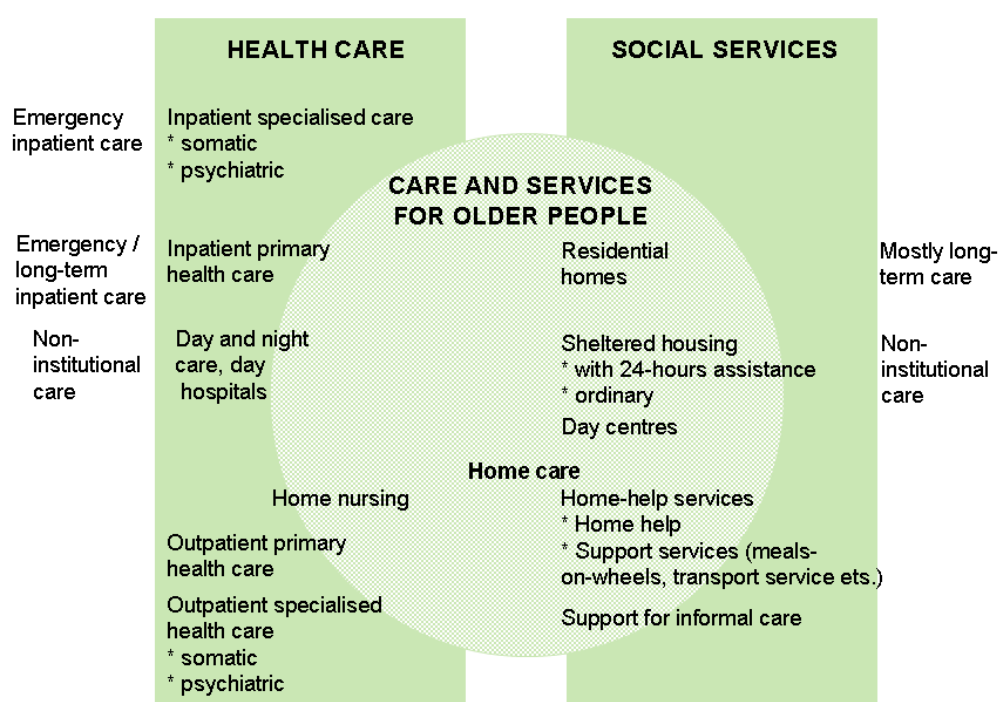 HEALTH CARE
SOCIAL SERVICES
Emergency
inpatient care
Inpatient specialised care
* somatic
* psychiatric
CARE AND SERVICES
FOR OLDER PEOPLE
Emergency /
long-term
inpatient care
Inpatient primary
health care
Residential
homes
Mostly long-
term care
Non-
institutional
care
Day and night
care, day
hospitals
Sheltered housing
* with 24-hours assistance
* ordinary
Day centres
Non-
institutional
care
Home care
Home nursing
Home-help services
* Home help
* Support services (meals-
on-wheels, transport service ets.)
Outpatient primary
health care
Outpatient specialised
health care
* somatic
* psychiatric
Support for informal care